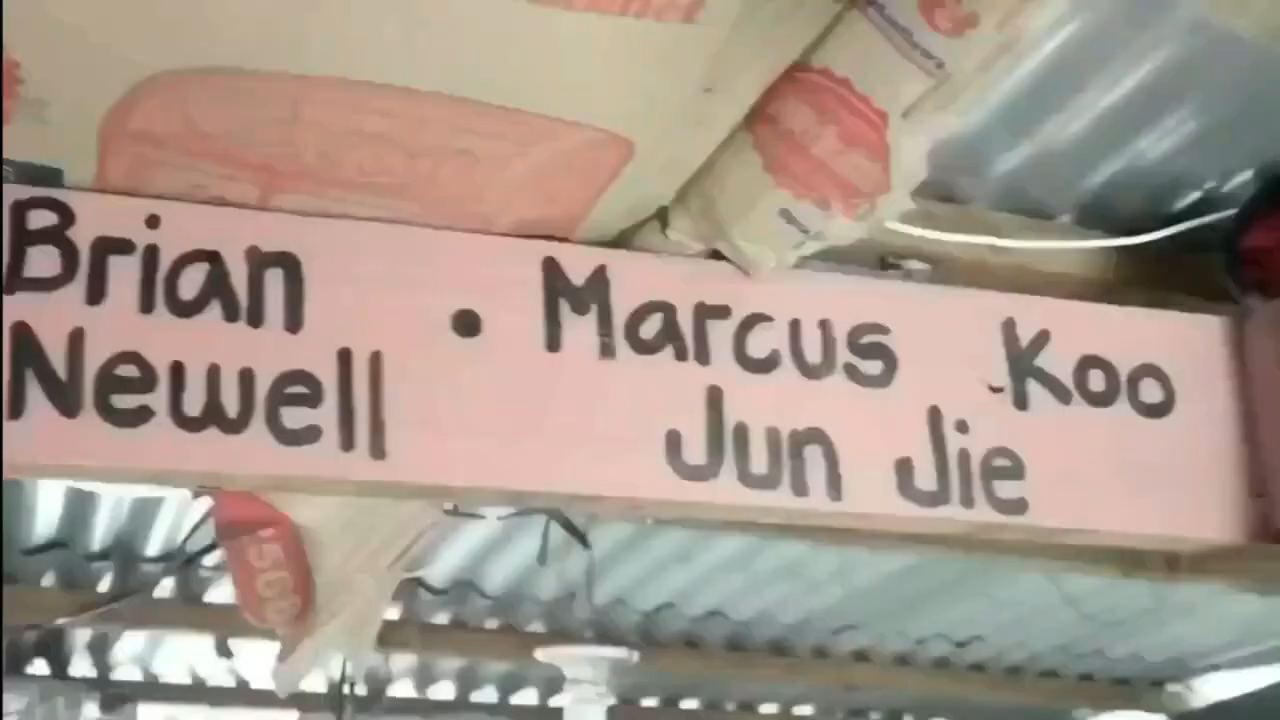 Brian
Newell
• Marcus Koo
Jun Jie